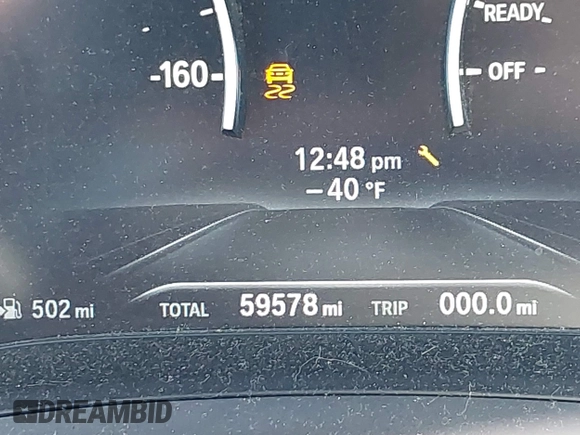 READY
-160-
OFF
12:48 pm
-40 °F
502 mi
TOTAL 59578 mi TRIP 000.0 mi
DREAMBID